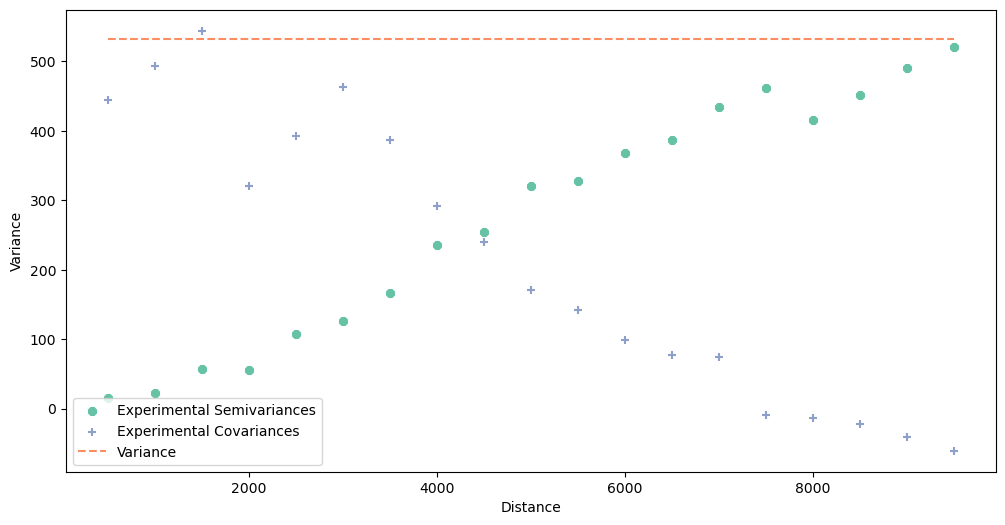 500
400
300
200
100
0
Variance
Experimental Semivariances
Experimental Covariances
Variance
2000 4000 6000 8000
Distance